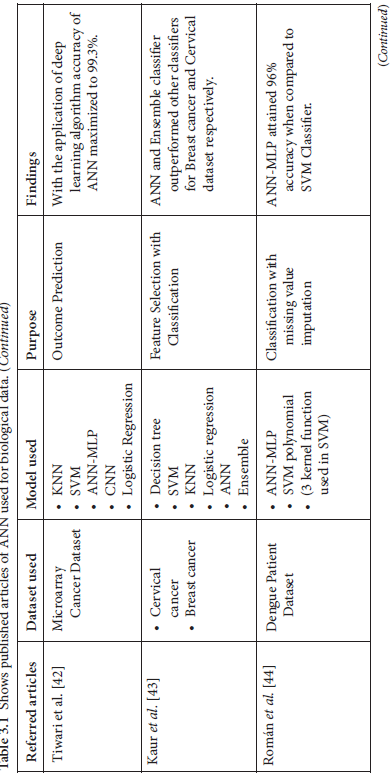 Table 3.1 Shows published articles of ANN used for biological data. (Continued)
Referred articles
Dataset used
Model used
Purpose
Findings
Tiwari et al. [42]
Microarray
Cancer Dataset
• KNN
• SVM
• ANN-MLP
• CNN
• Logistic Regression
Outcome Prediction
With the application of deep
learning algorithm accuracy of
ANN maximized to 99.3%.
Kaur et al. [43]
• Cervical
cancer
• Breast cancer
• Decision tree
• SVM
• KNN
• Logistic regression
• ANN
• Ensemble
Feature Selection with
Classification
ANN and Ensemble classifier
outperformed other classifiers
for Breast cancer and Cervical
dataset respectively.
Román et al. [44]
Dengue Patient
Dataset
• ANN-MLP
• SVM polynomial
• (3 kernel function
used in SVM)
Classification with
missing value
imputation
ANN-MLP attained 96%
accuracy when compared to
SVM Classifier.
(Continued)